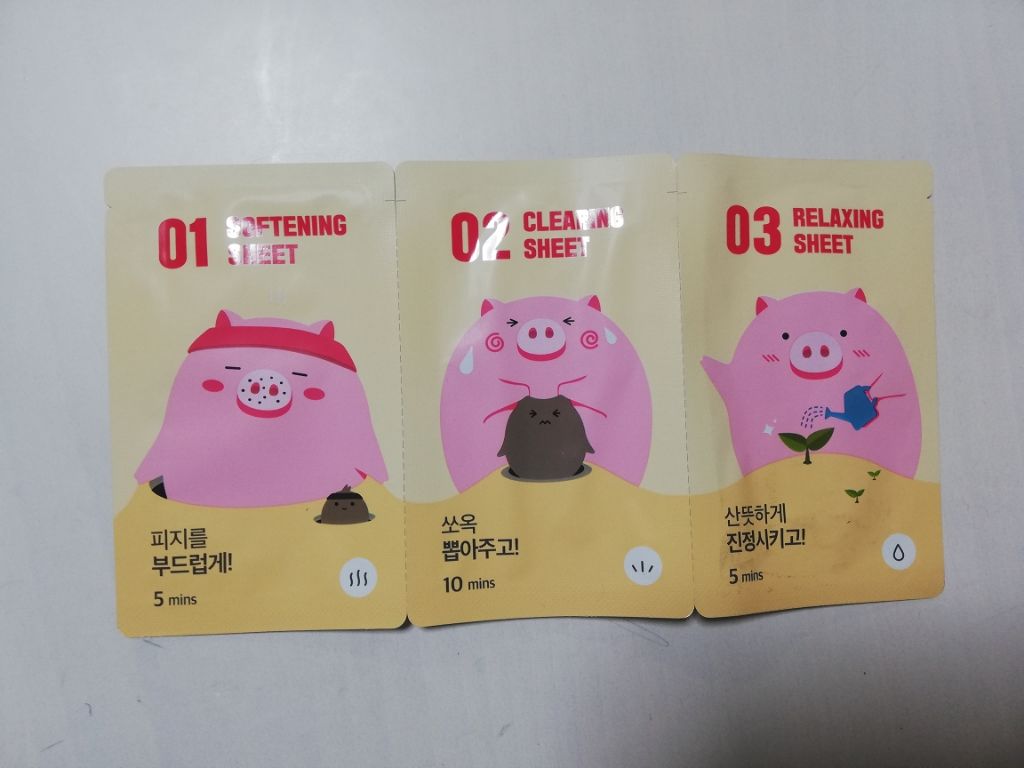 01 SOFTENING
SHEET
피지를
부드럽게!
5 mins
02 CLEARING
SHEET
쏘옥
뽑아주고!
10 mins
03 RELAXING
SHEET
산뜻하게
진정시키고!
5 mins